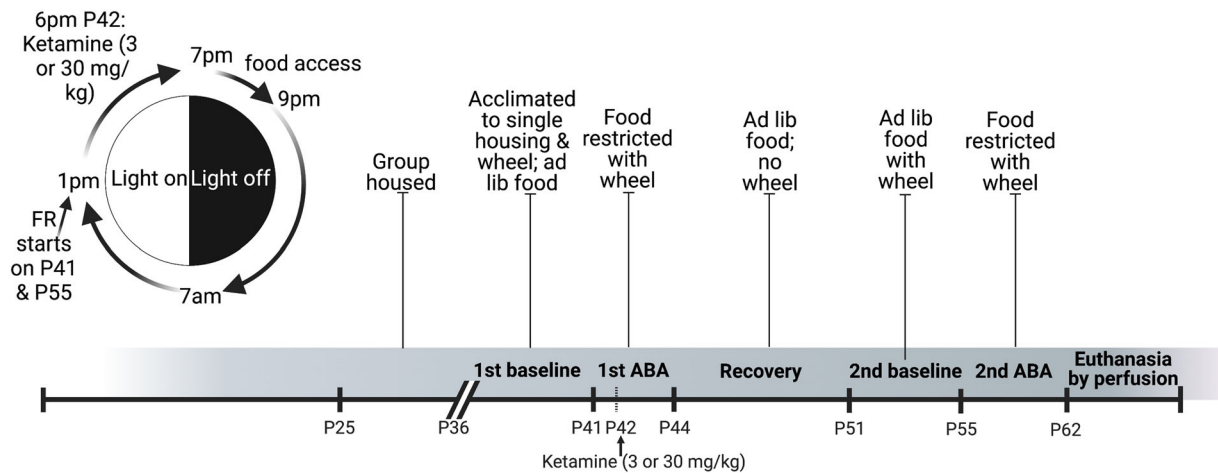 6pm P42:
Ketamine (3
or 30 mg/
kg)
7pm
food access
9pm
1pm
Light on
Light off
FR
starts
on P41
& P55
7am
Group
housed
Acclimated
to single
housing &
wheel; ad
lib food
Food
restricted
with
wheel
Ad lib
food;
no
wheel
Ad lib
food
with
wheel
Food
restricted
with
wheel
1st baseline
1st ABA
Recovery
2nd baseline
2nd ABA
Euthanasia
by perfusion
P25
P36
P41
P42
P44
P51
P55
P62
Ketamine (3 or 30 mg/kg)